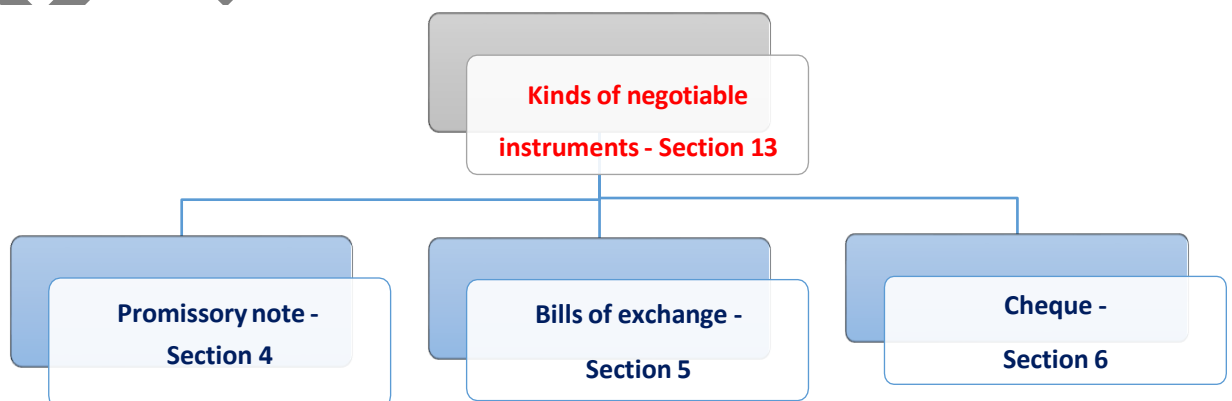 Kinds of negotiable
instruments - Section 13
Promissory note -
Section 4
Bills of exchange -
Section 5
Cheque -
Section 6